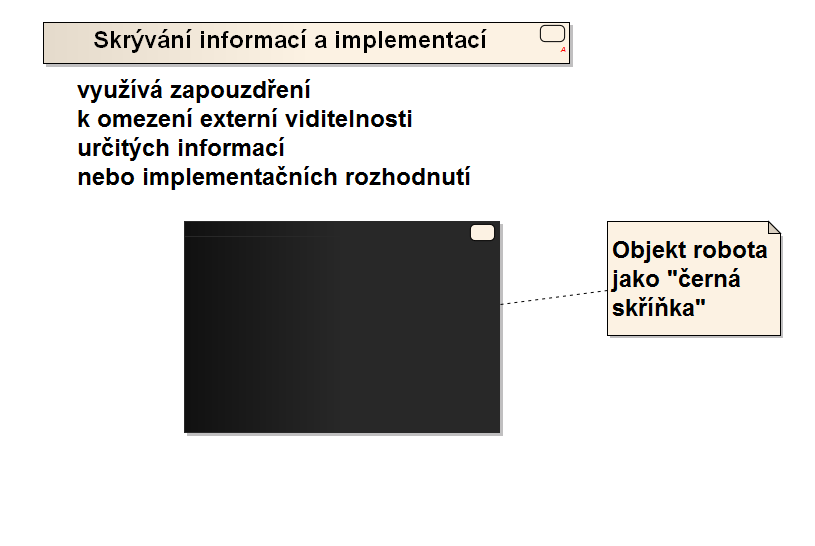 Skrývání informací a implementací
A
využívá zapouzdření
k omezení externí viditelnosti
určitých informací
nebo implementačních rozhodnutí
Objekt robota
jako "černá
skříňka"